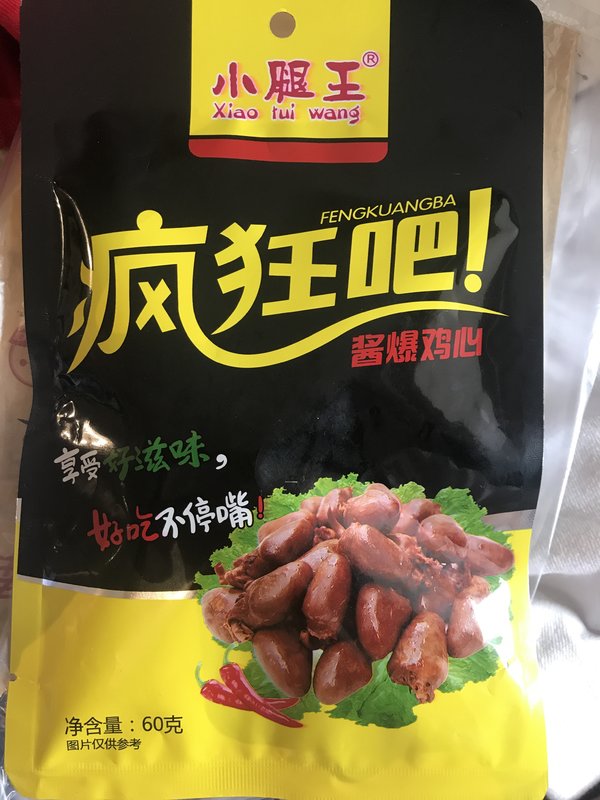 小腿王®
Xiao tui wang
FENGKUANGBA
疯狂吧!
酱爆鸡心
享受好滋味,
好吃不停嘴!
净含量:60克
图片仅供参考